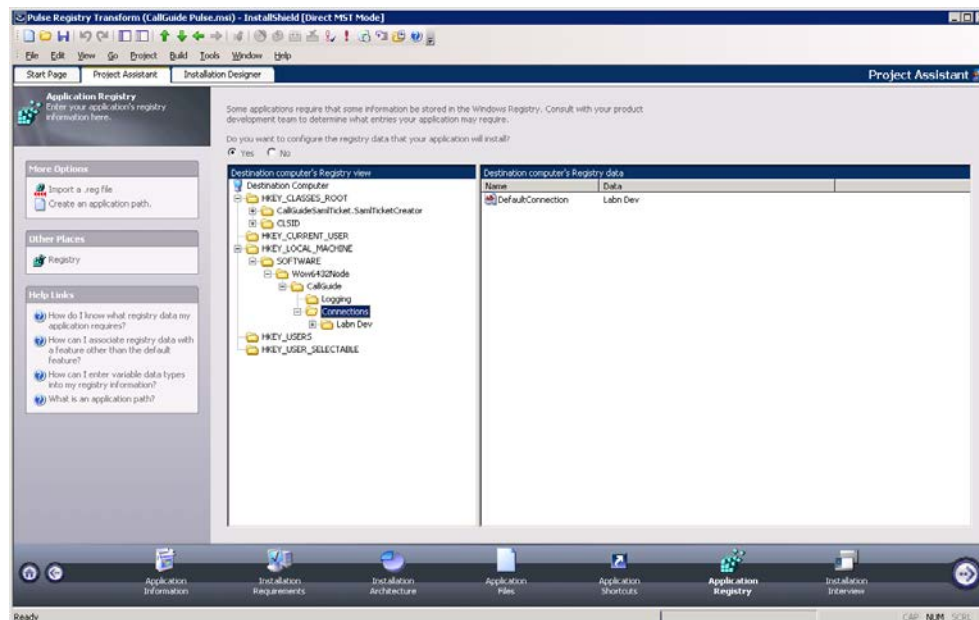 Pulse Registry Transform (CallGuide Pulse.msi) - InstallShield [Direct MST Mode]
File Edit View Go Project Build Tools Window Help
Start Page Project Assistant Installation Designer Project Assistant
Application Registry
Enter your application's registry
information here.
Some applications require that some information be stored in the Windows Registry. Consult with your product
development team to determine what entries your application may require.
Do you want to configure the registry data that your application will install?
Yes No
More Options
Import a .reg file
Create an application path.
Other Places
Registry
Help Links
How do I know what registry data my
application requires?
How can I associate registry data with
a feature other than the default
feature?
How can I enter variable data types
into my registry information?
What is an application path?
Destination computer's Registry view
Destination Computer
HKEY_CLASSES_ROOT
CallGuideSamlTicket.SamlTicketCreator
CLSID
HKEY_CURRENT_USER
HKEY_LOCAL_MACHINE
SOFTWARE
Wow6432Node
CallGuide
Logging
Connections
Labn Dev
HKEY_USERS
HKEY_USER_SELECTABLE
Destination computer's Registry data
Name Data
DefaultConnection Labn Dev
Application
Information
Installation
Requirements
Installation
Architecture
Application
Files
Application
Shortcuts
Application
Registry
Installation
Interview
Ready CAP NUM SCRL